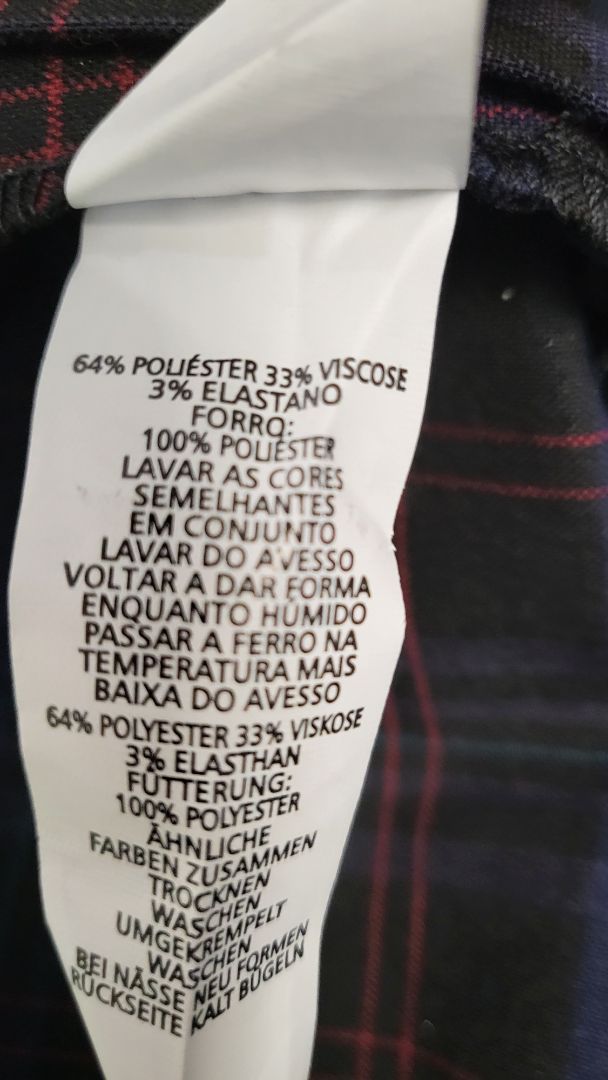 64% POLIÉSTER 33% VISCOSE
3% ELASTANO
FORRO:
100% POLIÉSTER
LAVAR AS CORES
SEMELHANTES
EM CONJUNTO
LAVAR DO AVESSO
VOLTAR A DAR FORMA
ENQUANTO HÚMIDO
PASSAR A FERRO NA
TEMPERATURA MAIS
BAIXA DO AVESSO
64% POLYESTER 33% VISKOSE
3% ELASTHAN
FÜTTERUNG:
100% POLYESTER
ÄHNLICHE
FARBEN ZUSAMMEN
TROCKNEN
WASCHEN
UMGEKREMPELT
WASCHEN
BEI NÄSSE NEU FORMEN
RÜCKSEITE KALT BÜGELN